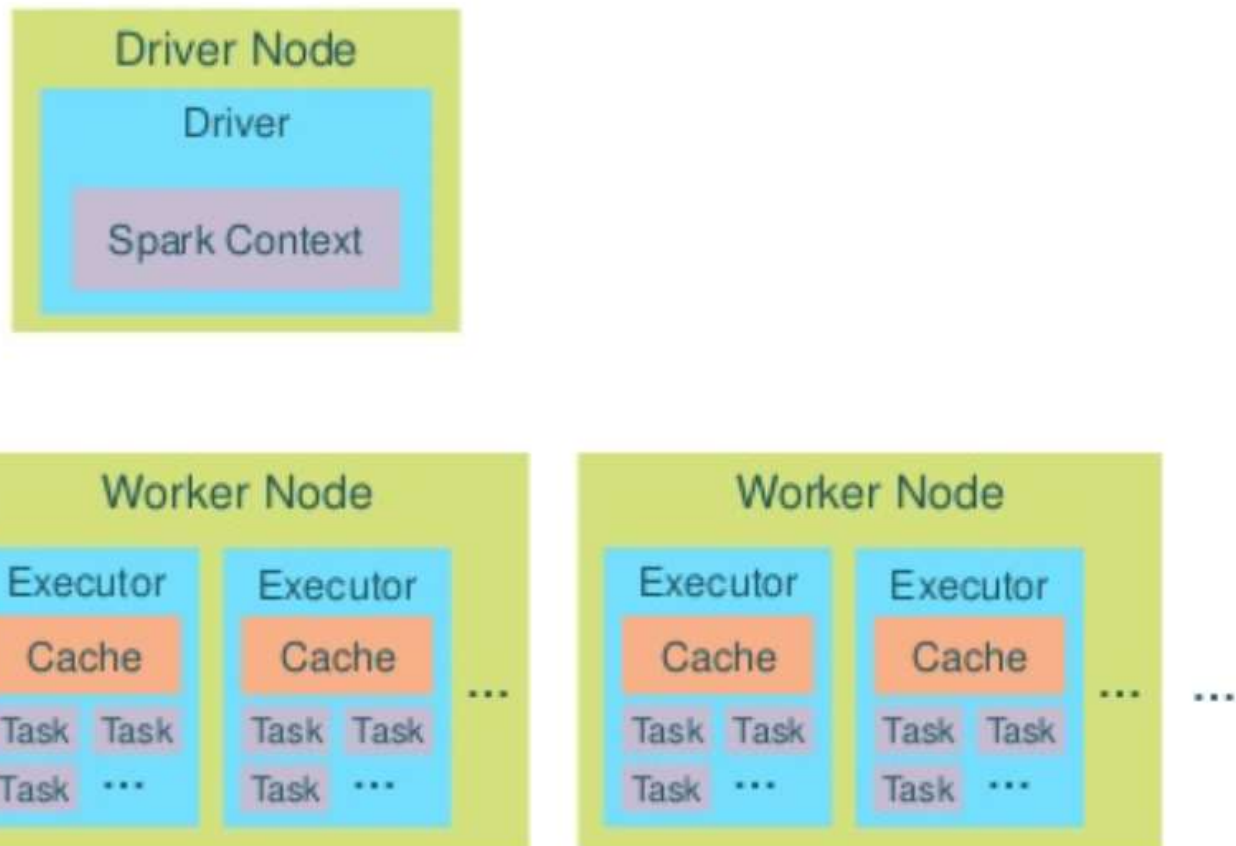 Driver Node
Driver
Spark Context
Worker Node
Executor
Cache
Task Task
Task ...
Executor
Cache
Task Task
Task ...
...
Worker Node
Executor
Cache
Task Task
Task ...
Executor
Cache
Task Task
Task ...
...
...